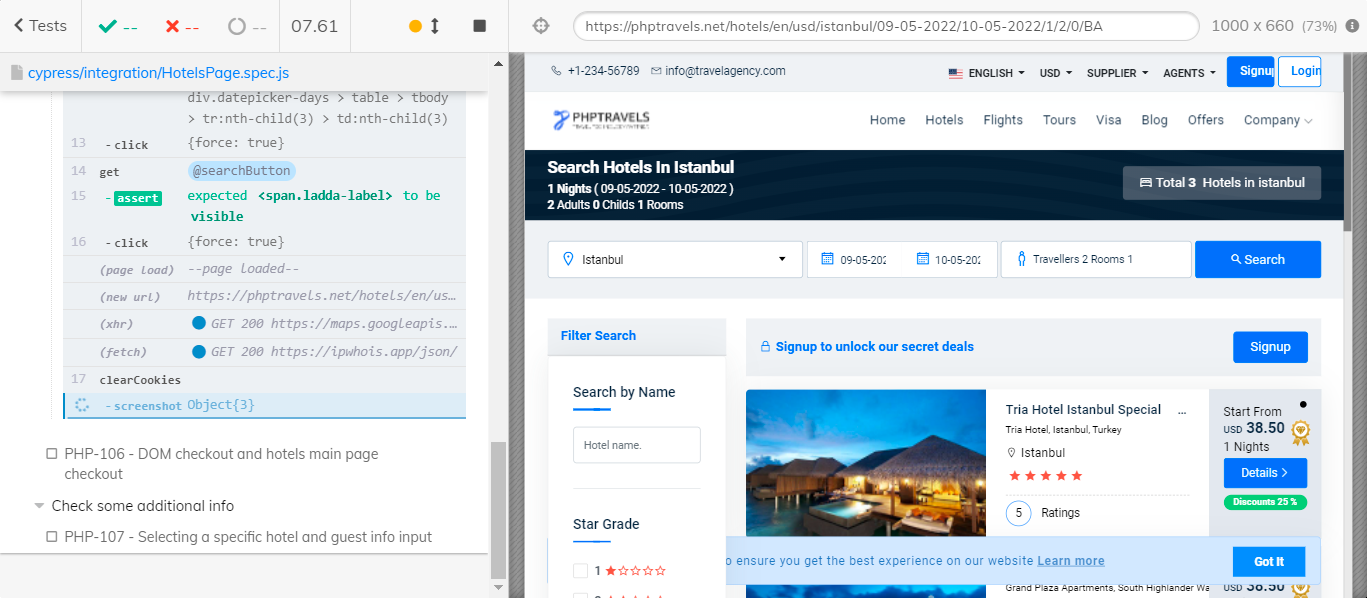 Tests
--
--
--
07.61
https://phptravels.net/hotels/en/usd/istanbul/09-05-2022/10-05-2022/1/2/0/BA
1000 x 660 (73%)
cypress/integration/HotelsPage.spec.js
div.datepicker-days > table > tbody
> tr:nth-child(3) > td:nth-child(3)
13 -click {force: true}
14 get @searchButton
15 -assert expected <span.ladda-label> to be
visible
16 -click {force: true}
(page load) --page loaded--
(new url) https://phptravels.net/hotels/en/us…
(xhr) GET 200 https://maps.googleapis.…
(fetch) GET 200 https://ipwhois.app/json/
17 clearCookies
-screenshot Object{3}
PHP-106 - DOM checkout and hotels main page
checkout
Check some additional info
PHP-107 - Selecting a specific hotel and guest info input
+1-234-56789 info@travelagency.com
ENGLISH USD SUPPLIER AGENTS Signup Login
PHPTRAVELS
Home Hotels Flights Tours Visa Blog Offers Company
Search Hotels In Istanbul
1 Nights ( 09-05-2022 - 10-05-2022 )
2 Adults 0 Childs 1 Rooms
Total 3 Hotels in istanbul
Istanbul
09-05-202
10-05-202
Travellers 2 Rooms 1
Search
Filter Search
Search by Name
Hotel name.
Star Grade
1
Signup to unlock our secret deals
Signup
Tria Hotel Istanbul Special ...
Tria Hotel, Istanbul, Turkey
Istanbul
5 Ratings
Start From
USD 38.50
1 Nights
Details
Discounts 25 %
o ensure you get the best experience on our website Learn more
Got It
Grand Plaza Apartments, South Highlander Wa
USD 38.50